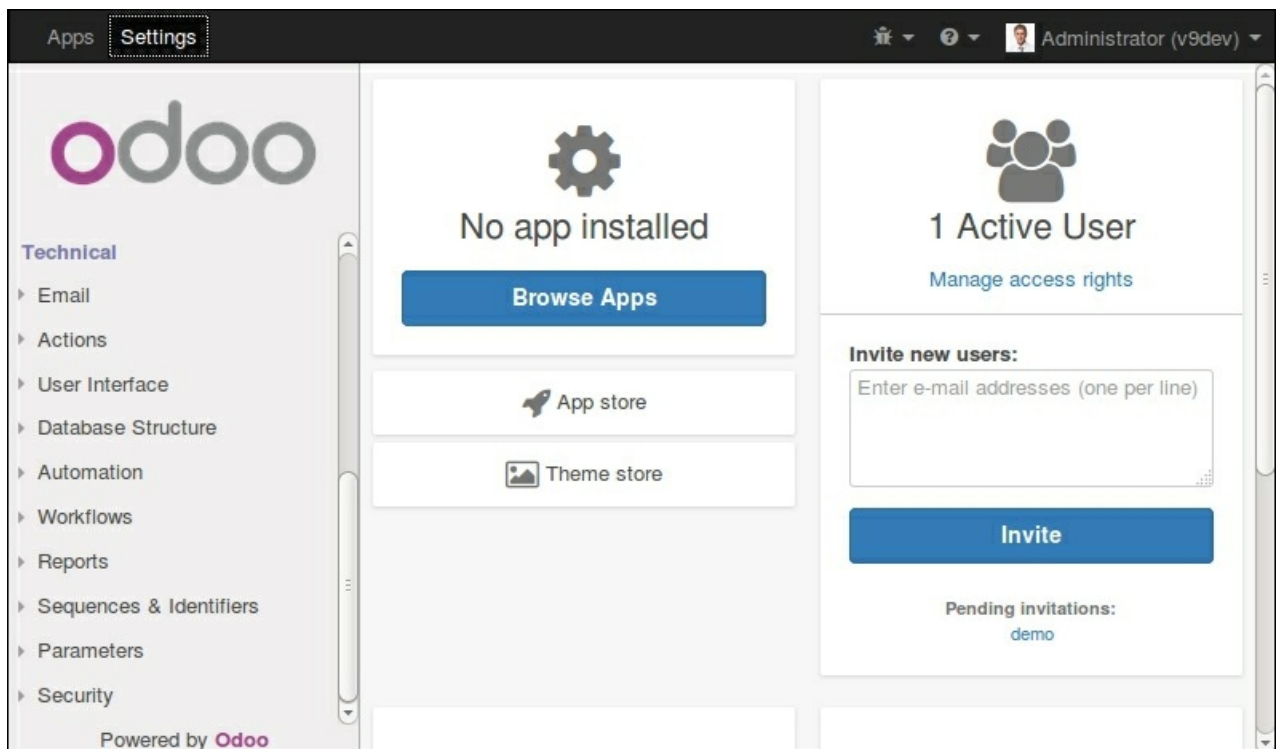 Apps Settings Administrator (v9dev)
odoo
Technical
Email
Actions
User Interface
Database Structure
Automation
Workflows
Reports
Sequences & Identifiers
Parameters
Security
Powered by Odoo
No app installed
Browse Apps
App store
Theme store
1 Active User
Manage access rights
Invite new users:
Enter e-mail addresses (one per line)
Invite
Pending invitations:
demo